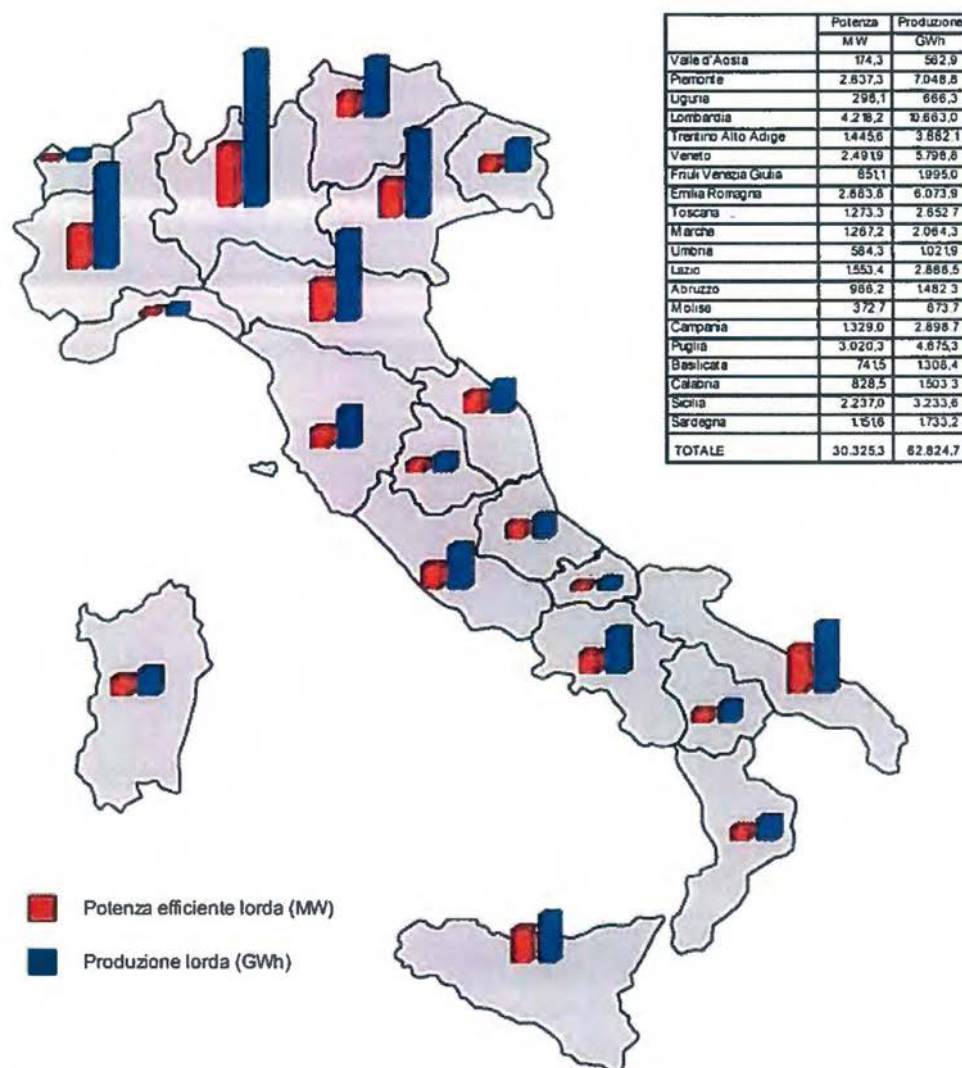 Potenza Produzione
MW GWh
Valle d'Aosta 174,3 562,9
Piemonte 2.837,3 7.048,8
Liguria 298,1 666,3
Lombardia 4.218,2 10.663,0
Trentino Alto Adige 1.445,6 3.882,1
Veneto 2.491,9 5.798,8
Friuli Venezia Giulia 851,1 1.995,0
Emilia Romagna 2.683,8 6.073,9
Toscana 1.273,3 2.652,7
Marche 1.267,2 2.064,3
Umbria 584,3 1.021,9
Lazio 1.553,4 2.886,5
Abruzzo 966,2 1.482,3
Molise 372,7 673,7
Campania 1.329,0 2.898,7
Puglia 3.020,3 4.675,3
Basilicata 741,5 1.308,4
Calabria 828,5 1.503,3
Sicilia 2.237,0 3.233,6
Sardegna 1.151,6 1.733,2
TOTALE 30.325,3 62.824,7
Potenza efficiente lorda (MW)
Produzione lorda (GWh)